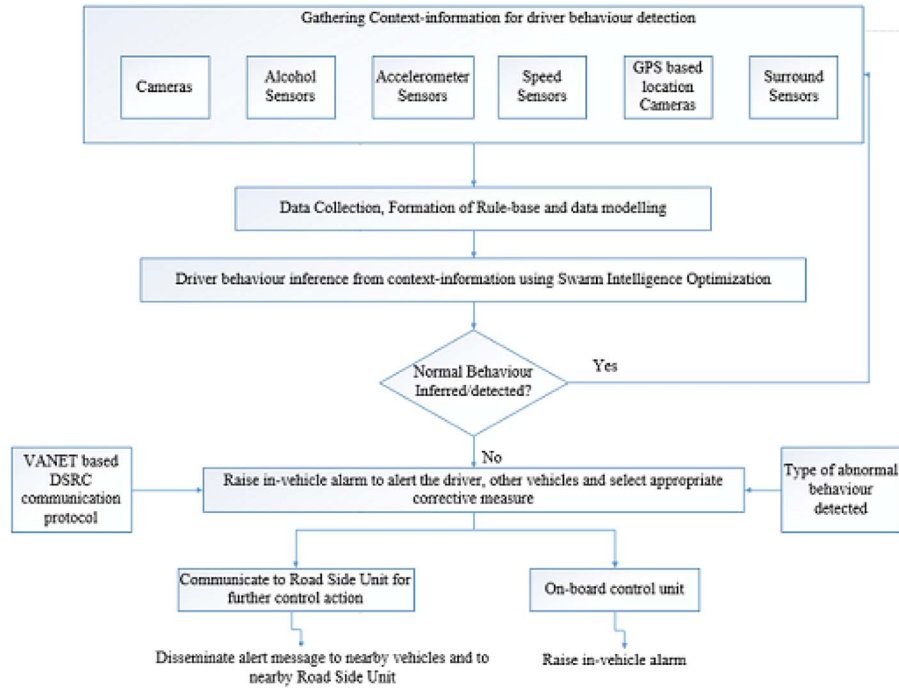 Gathering Context-information for driver behaviour detection
Cameras
Alcohol
Sensors
Accelerometer
Sensors
Speed
Sensors
GPS based
location
Cameras
Surround
Sensors
Data Collection, Formation of Rule-base and data modelling
Driver behaviour inference from context-information using Swarm Intelligence Optimization
Normal Behaviour
Inferred/detected?
Yes
No
VANET based
DSRC
communication
protocol
Raise in-vehicle alarm to alert the driver, other vehicles and select appropriate
corrective measure
Type of abnormal
behaviour
detected
Communicate to Road Side Unit for
further control action
On-board control unit
Disseminate alert message to nearby vehicles and to
nearby Road Side Unit
Raise in-vehicle alarm